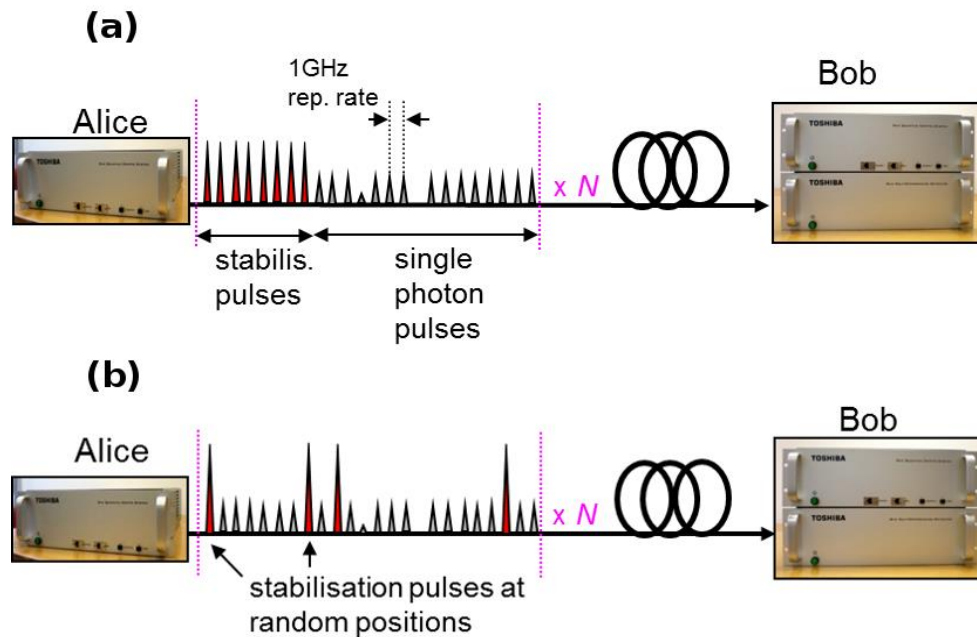 (a)
1GHz
rep. rate
Bob
Alice
TOSHIBA
TOSHIBA
TOSHIBA
x N
stabilis.
pulses
single
photon
pulses
(b)
Alice
Bob
TOSHIBA
TOSHIBA
TOSHIBA
x N
stabilisation pulses at
random positions